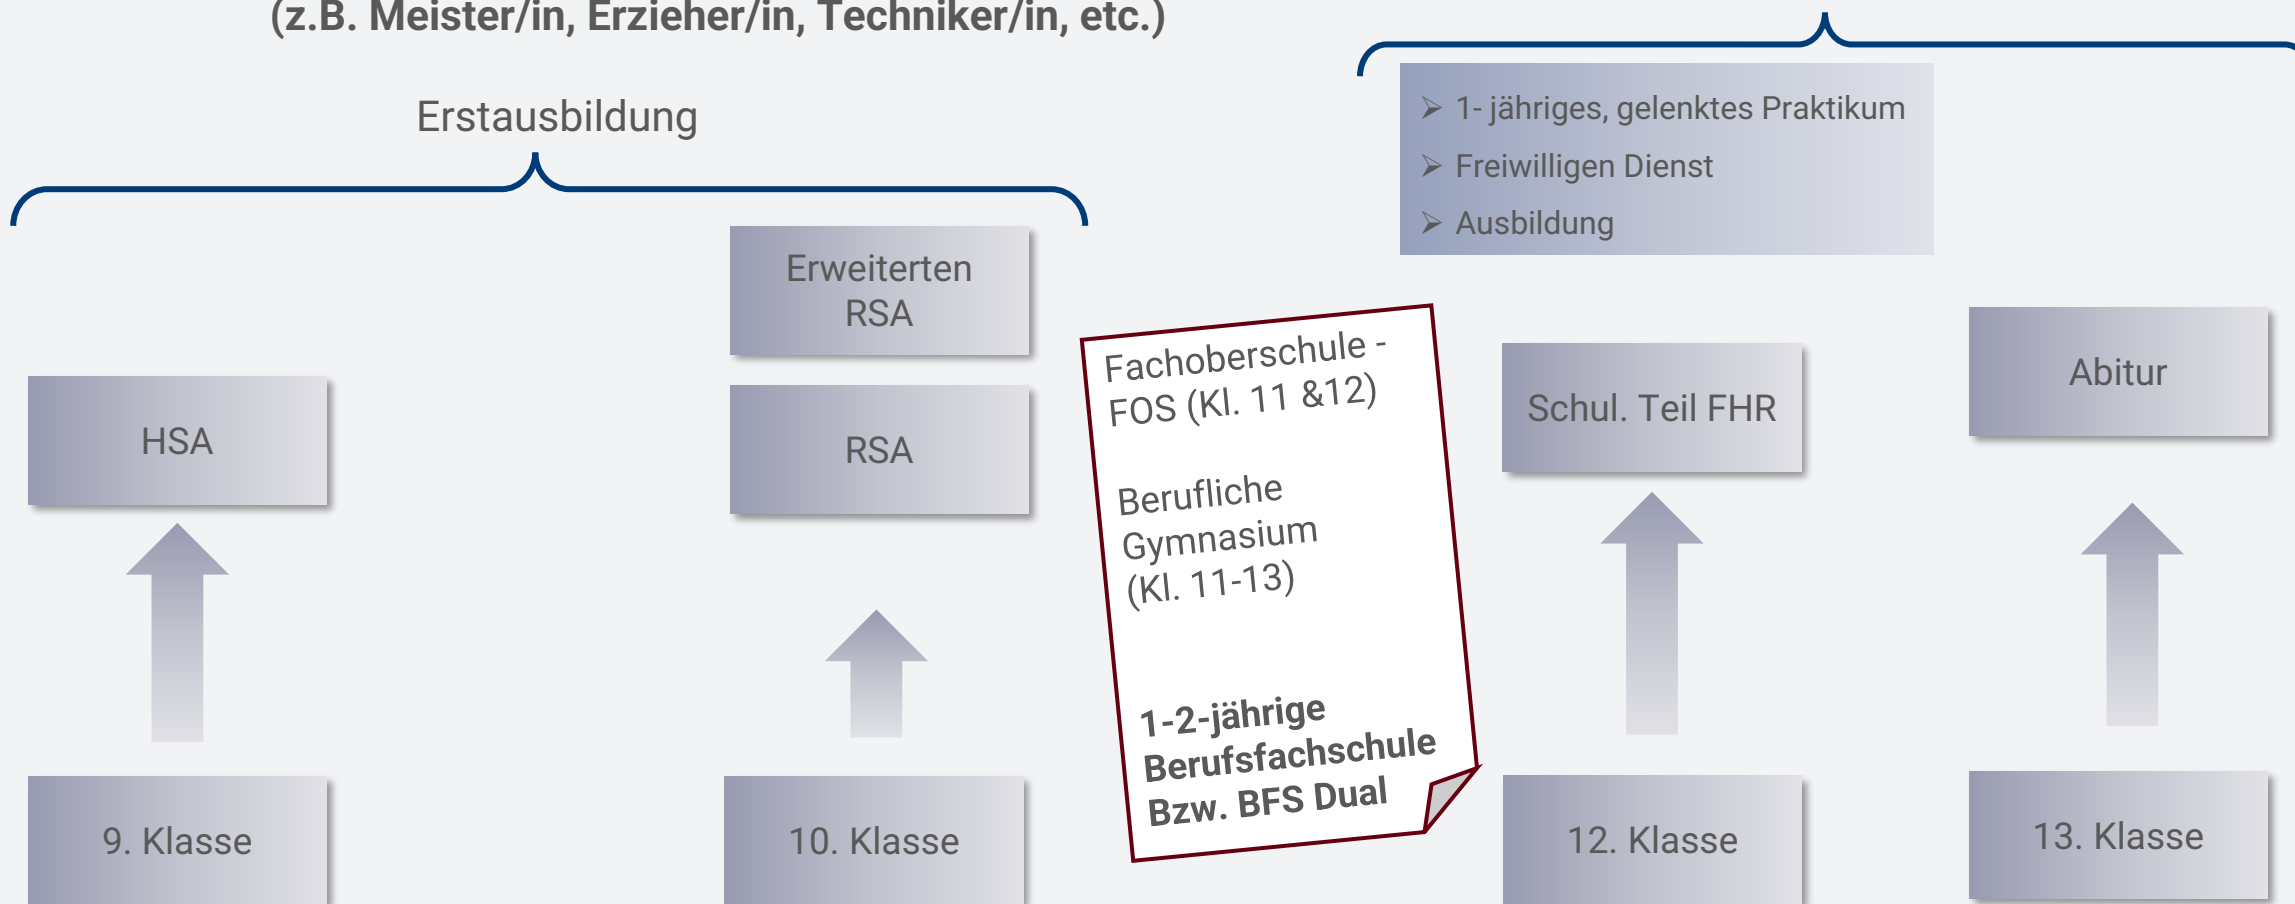 (z.B. Meister/in, Erzieher/in, Techniker/in, etc.)
Erstausbildung
➢ 1- jähriges, gelenktes Praktikum
➢ Freiwilligen Dienst
➢ Ausbildung
Erweiterten
RSA
HSA
RSA
Fachoberschule -
FOS (Kl. 11 &12)
Berufliche
Gymnasium
(Kl. 11-13)
1-2-jährige
Berufsfachschule
Bzw. BFS Dual
Schul. Teil FHR
Abitur
9. Klasse
10. Klasse
12. Klasse
13. Klasse